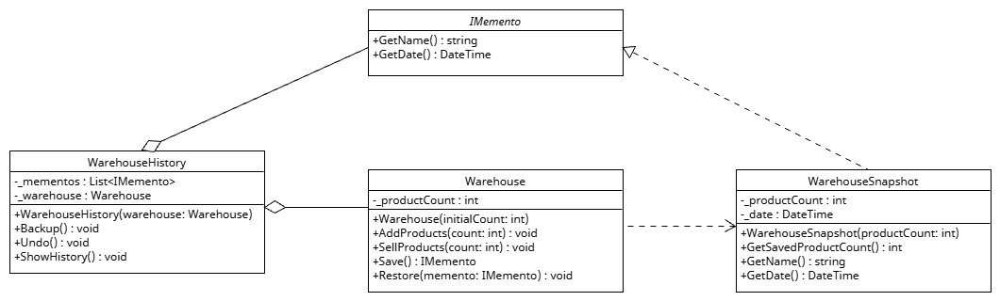 IMemento
+GetName() : string
+GetDate() : DateTime
WarehouseHistory
-_mementos : List<IMemento>
-_warehouse : Warehouse
+WarehouseHistory(warehouse: Warehouse)
+Backup() : void
+Undo() : void
+ShowHistory() : void
Warehouse
-_productCount : int
+Warehouse(initialCount: int)
+AddProducts(count: int) : void
+SellProducts(count: int) : void
+Save() : IMemento
+Restore(memento: IMemento) : void
WarehouseSnapshot
-_productCount : int
-_date : DateTime
+WarehouseSnapshot(productCount: int)
+GetSavedProductCount() : int
+GetName() : string
+GetDate() : DateTime